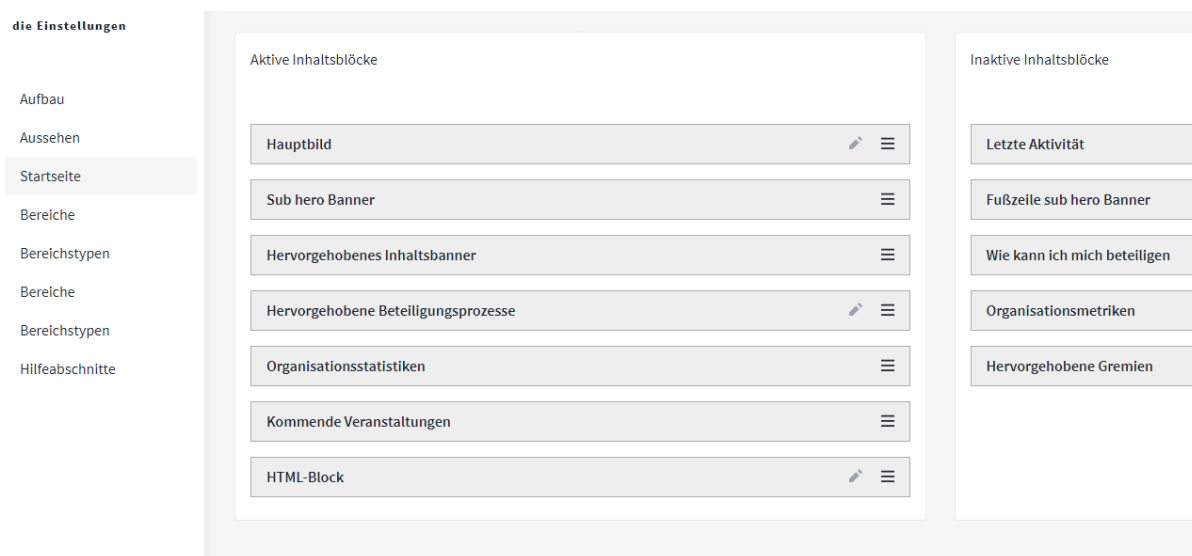 die Einstellungen
Aufbau
Aussehen
Startseite
Bereiche
Bereichstypen
Bereiche
Bereichstypen
Hilfeabschnitte
Aktive Inhaltsblöcke
Hauptbild
Sub hero Banner
Hervorgehobenes Inhaltsbanner
Hervorgehobene Beteiligungsprozesse
Organisationsstatistiken
Kommende Veranstaltungen
HTML-Block
Inaktive Inhaltsblöcke
Letzte Aktivität
Fußzeile sub hero Banner
Wie kann ich mich beteiligen
Organisationsmetriken
Hervorgehobene Gremien